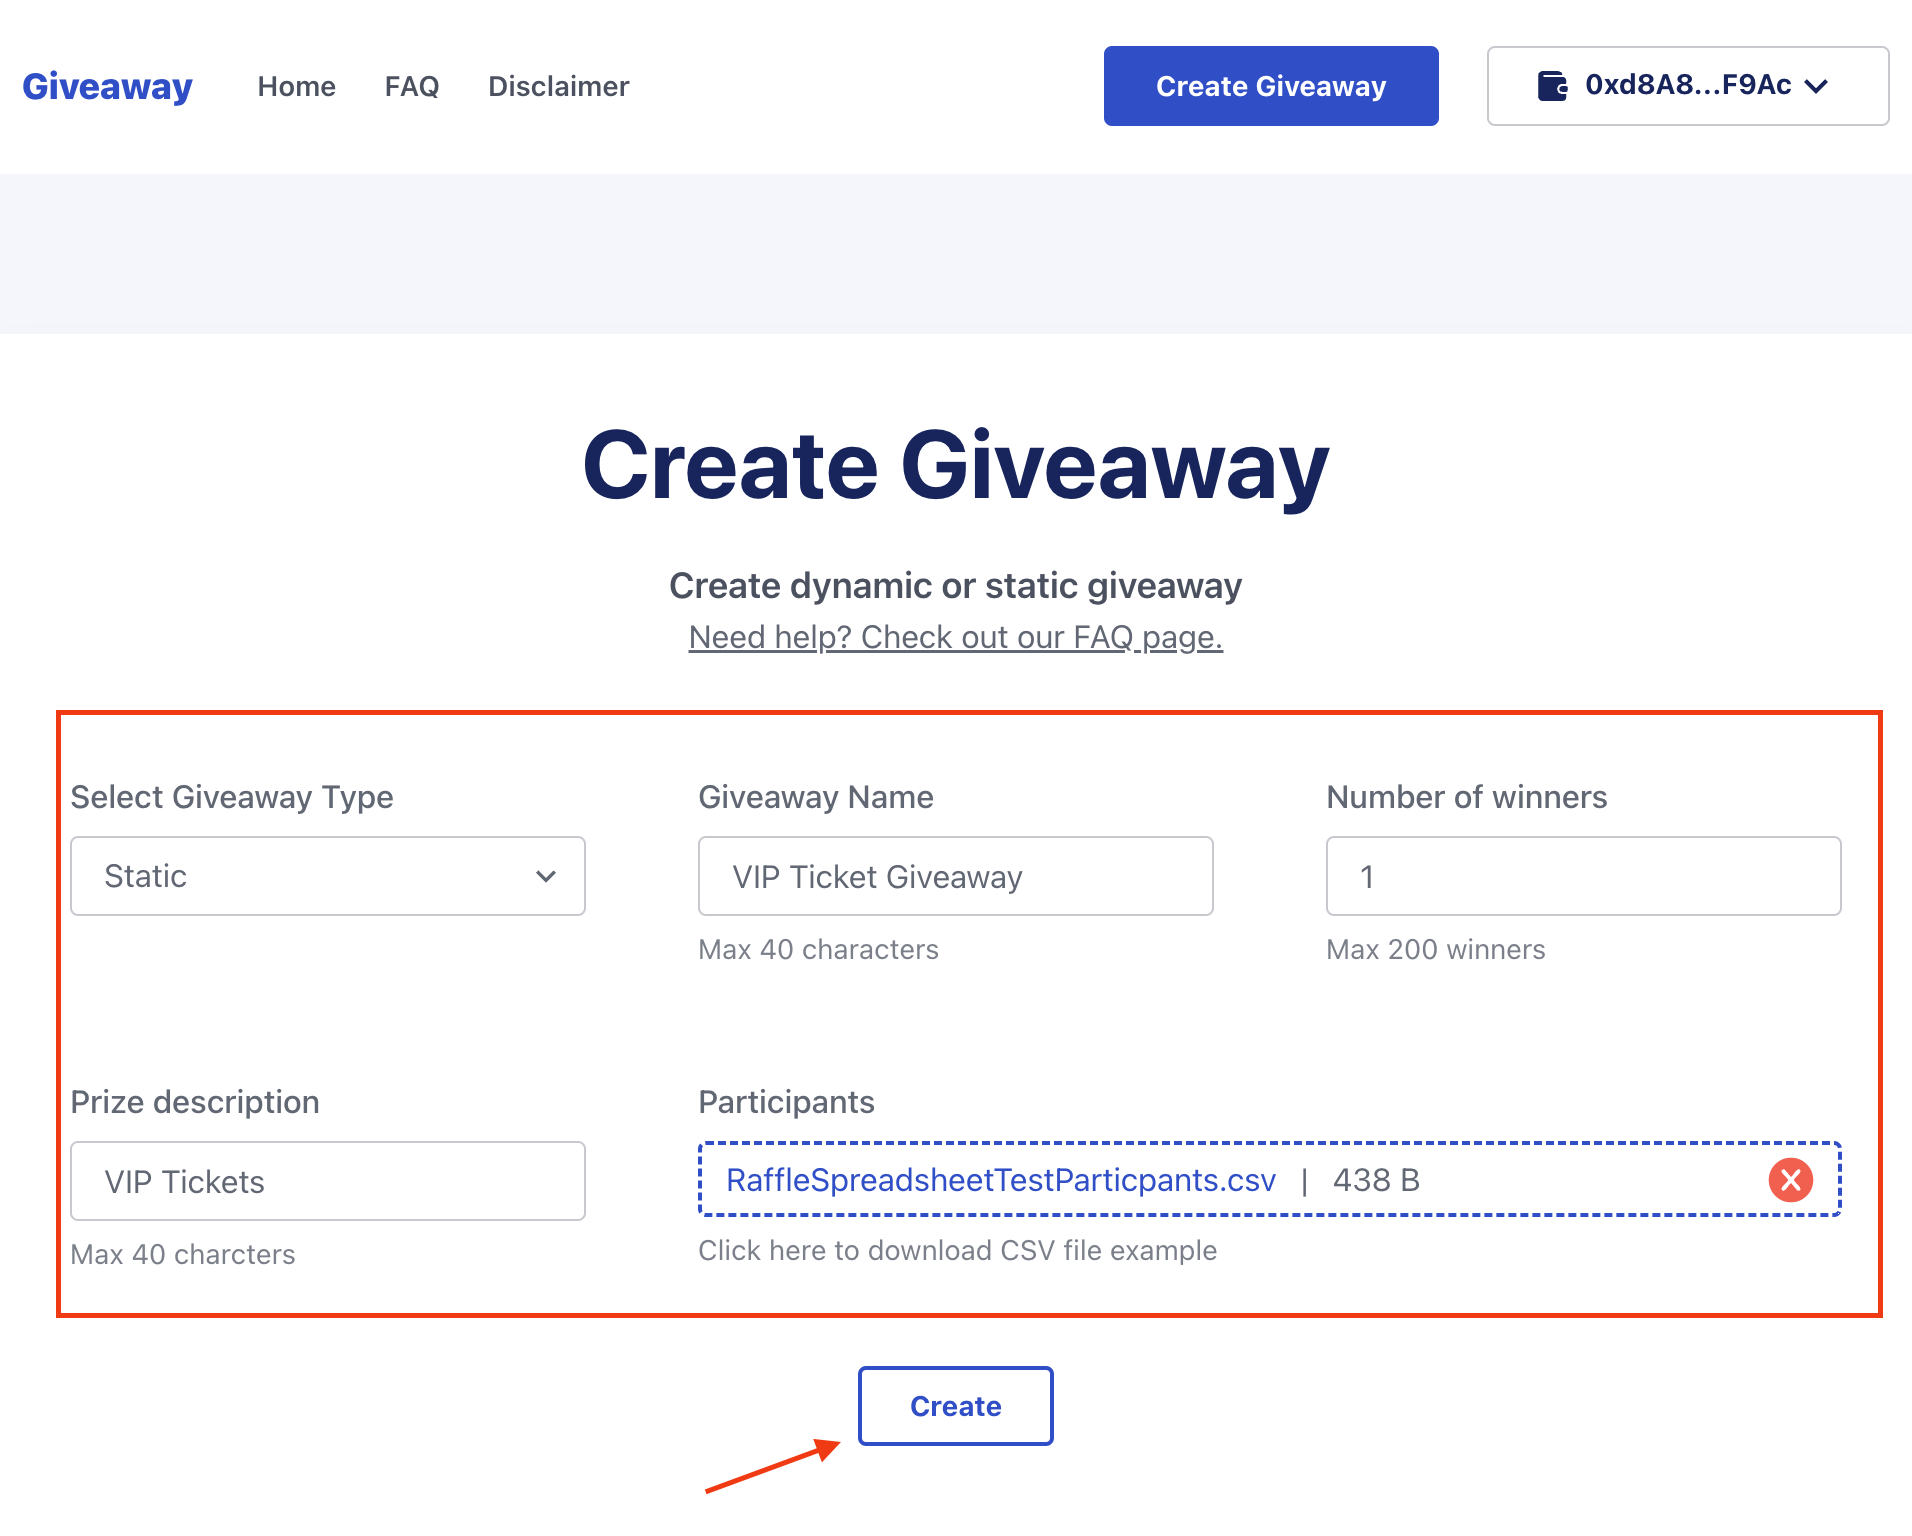 Giveaway Home FAQ Disclaimer Create Giveaway 0xd8A8...F9Ac
Create Giveaway
Create dynamic or static giveaway
Need help? Check out our FAQ page.
Select Giveaway Type Giveaway Name Number of winners
Static VIP Ticket Giveaway 1
Max 40 characters Max 200 winners
Prize description Participants
VIP Tickets RaffleSpreadsheetTestParticpants.csv | 438 B
Max 40 charcters Click here to download CSV file example
Create